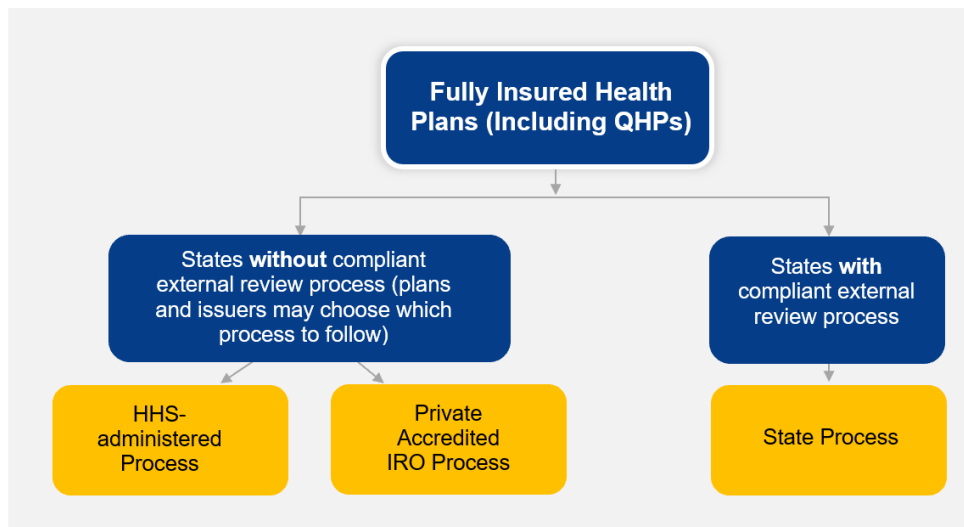 Fully Insured Health
Plans (Including QHPs)
States without compliant
external review process (plans
and issuers may choose which
process to follow)
States with
compliant external
review process
HHS-
administered
Process
Private
Accredited
IRO Process
State Process